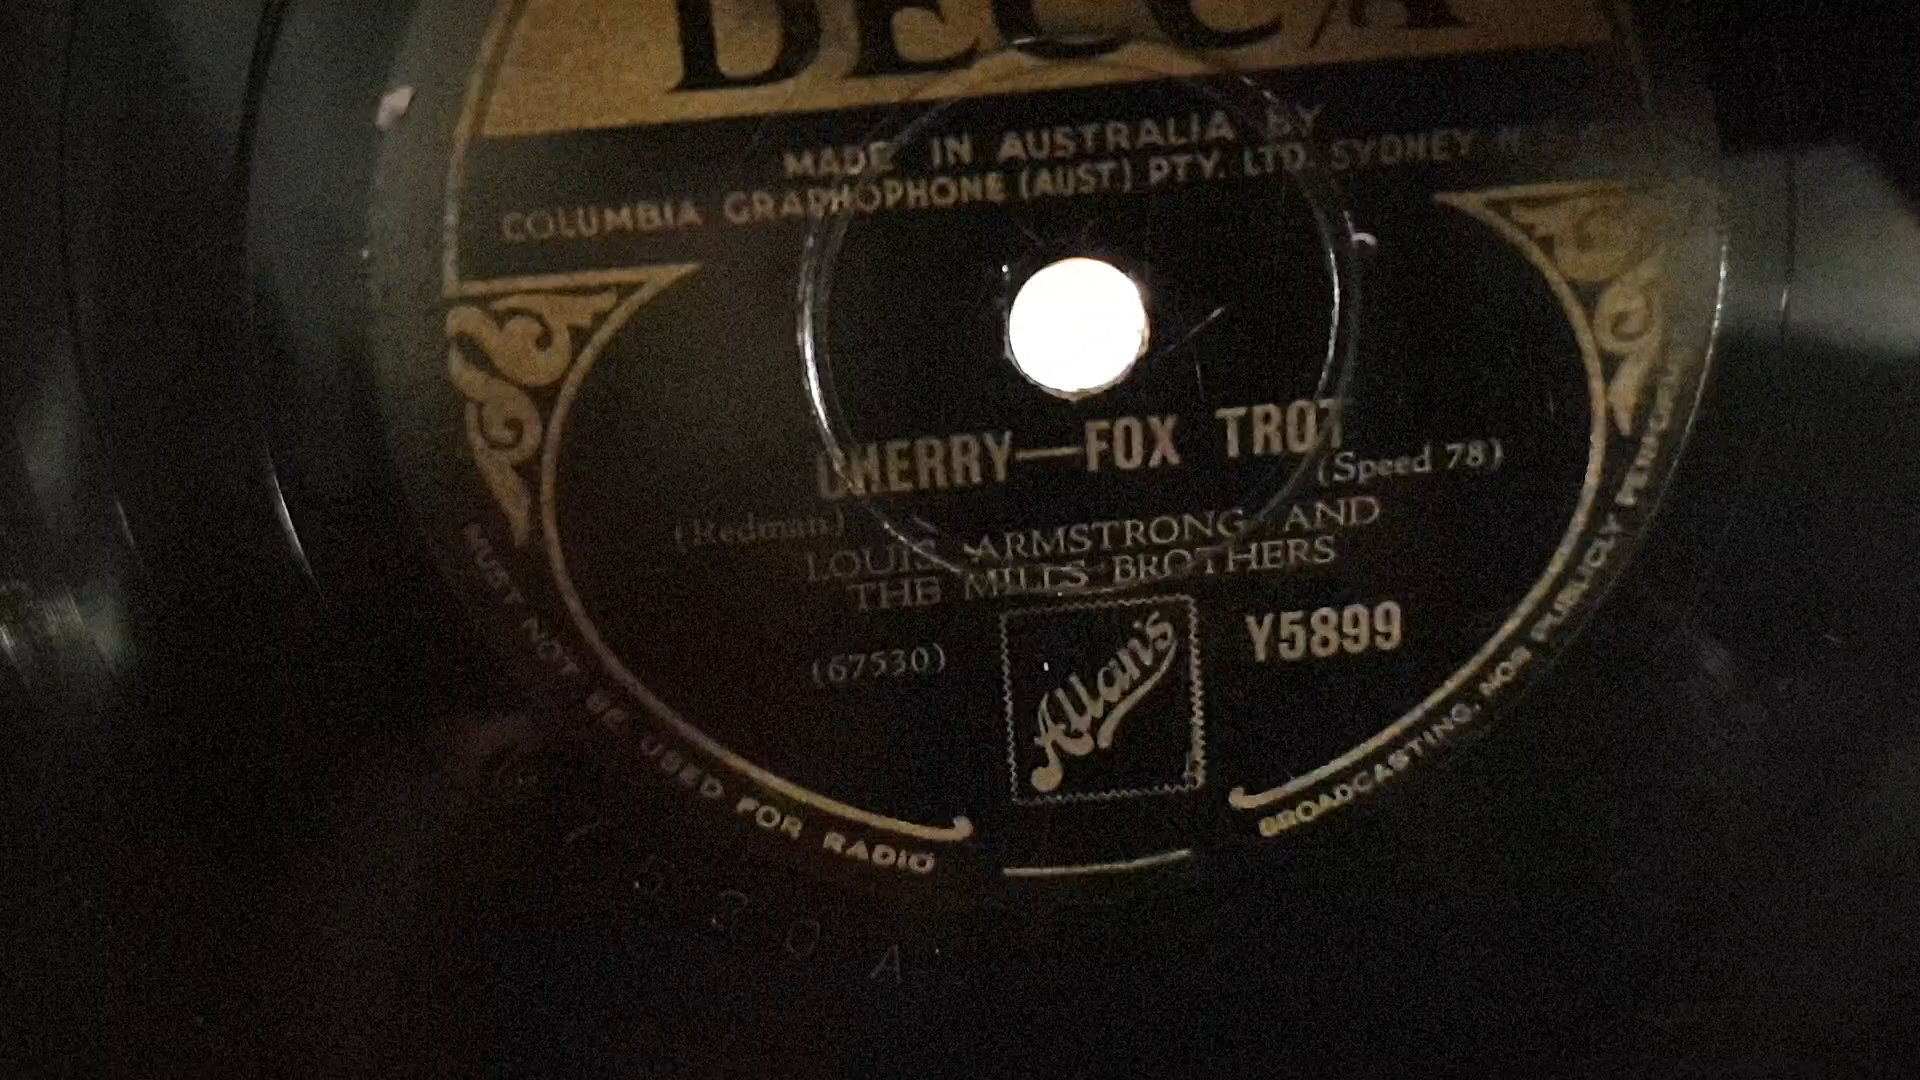 DECCA
MADE IN AUSTRALIA BY
COLUMBIA GRAPHOPHONE (AUST) PTY. LTD. SYDNEY
CHERRY—FOX TROT
(Speed 78)
(Redman)
LOUIS ARMSTRONG AND
THE MILLS BROTHERS
(67530)
Allan's
Y5899
MUST NOT BE USED FOR RADIO
BROADCASTING, NOR PUBLICLY